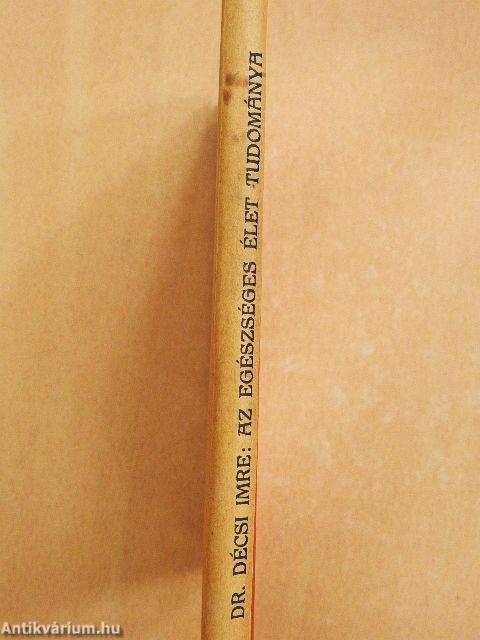 DR. DÉCSI IMRE: AZ EGÉSZSÉGES ÉLET TUDOMÁNYA
Antikvárium.hu